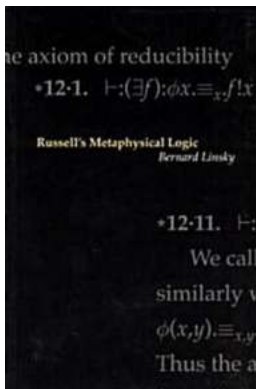 he axiom of reducibility
*12·1. ⊢:(∃f):ϕx.≡ₓ.f!x
Russell's Metaphysical Logic
Bernard Linsky
*12·11. ⊢:
We call
similarly
ϕ(x,y).≡ₓ,ᵧ.
Thus the a